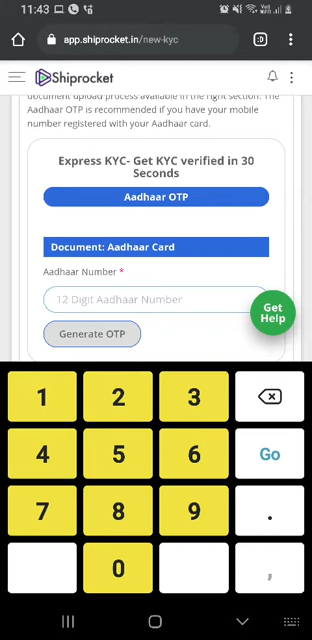 11:43
app.shiprocket.in/new-kyc
:D
Shiprocket
document upload process available in the right section. The
Aadhaar OTP is recommended if you have your mobile
number registered with your Aadhaar card.
Express KYC- Get KYC verified in 30
Seconds
Aadhaar OTP
Document: Aadhaar Card
Aadhaar Number *
12 Digit Aadhaar Number
Get
Help
Generate OTP
1 2 3
4 5 6 Go
7 8 9 .
0 ,